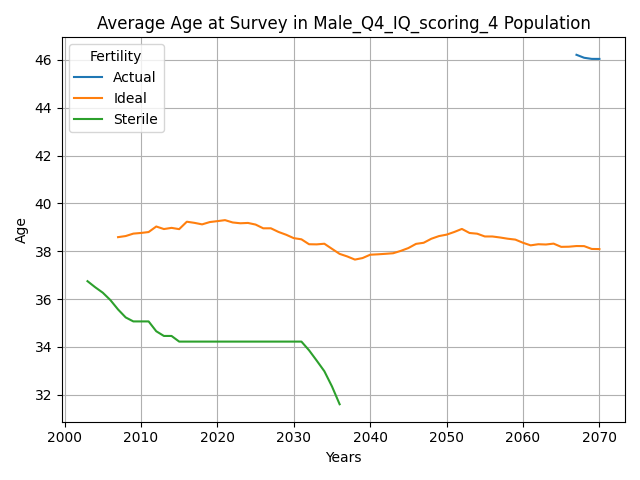 Average Age at Survey in Male_Q4_IQ_scoring_4 Population
Fertility
Actual
Ideal
Sterile
Age
46
44
42
40
38
36
34
32
2000 2010 2020 2030 2040 2050 2060 2070
Years